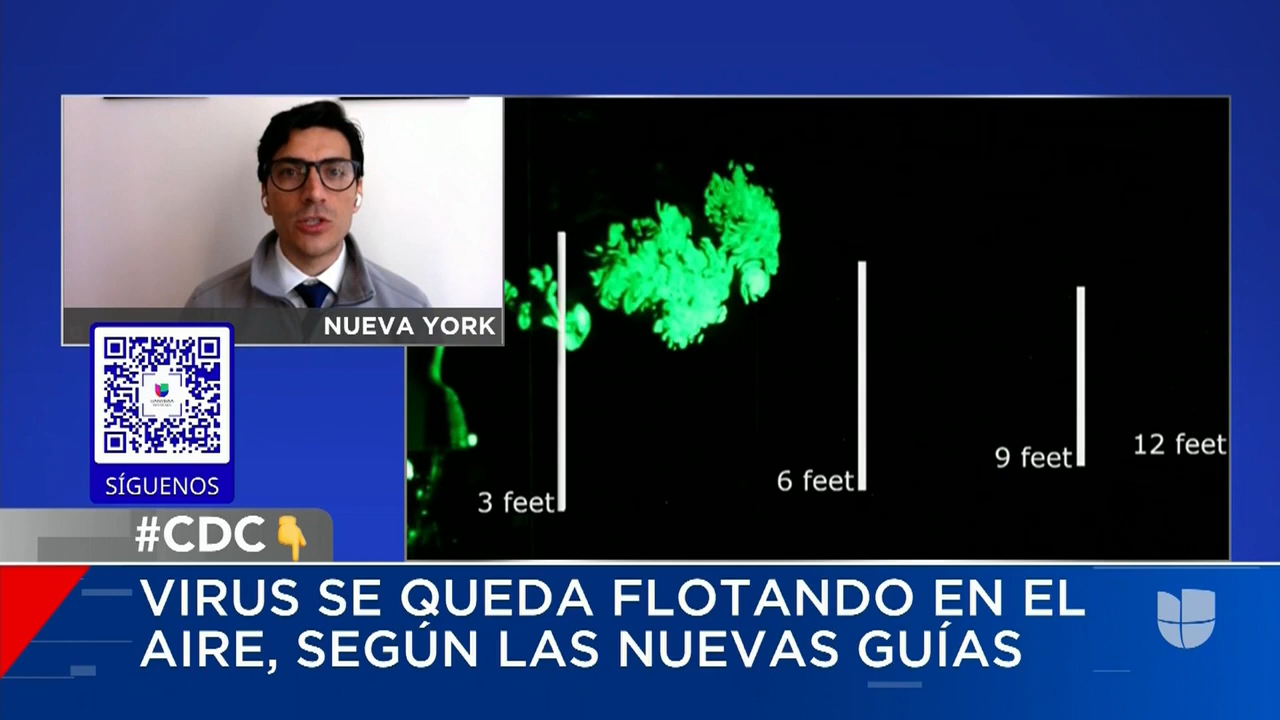 NUEVA YORK
SÍGUENOS
3 feet
6 feet
9 feet
12 feet
#CDC👇
VIRUS SE QUEDA FLOTANDO EN EL
AIRE, SEGÚN LAS NUEVAS GUÍAS